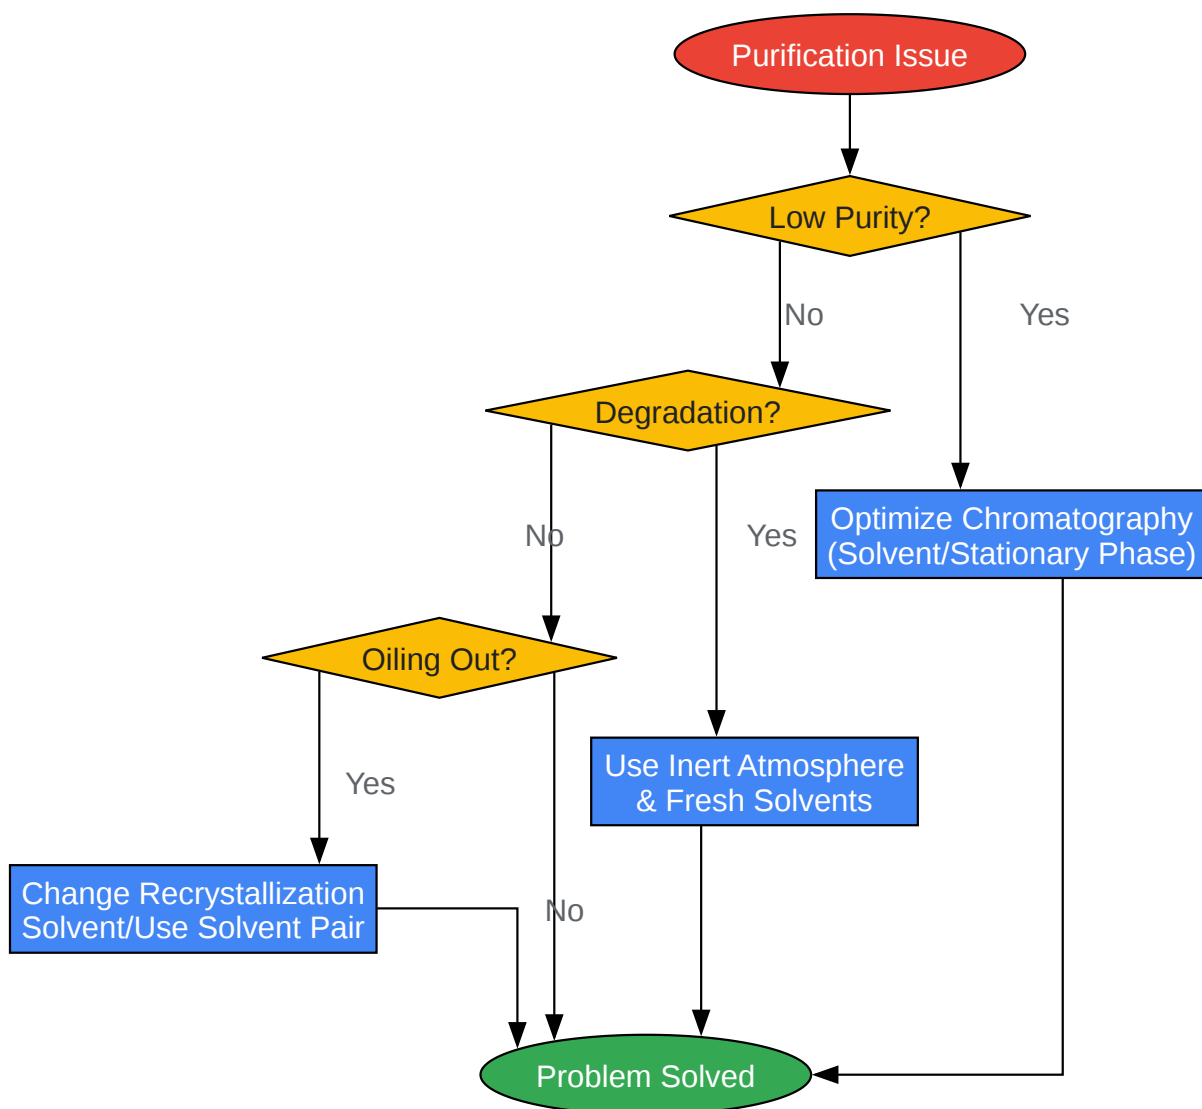 Purification Issue
Low Purity?
No
Yes
Degradation?
Optimize Chromatography
(Solvent/Stationary Phase)
No
Yes
Oiling Out?
Use Inert Atmosphere
& Fresh Solvents
Yes
Change Recrystallization
Solvent/Use Solvent Pair
No
Problem Solved